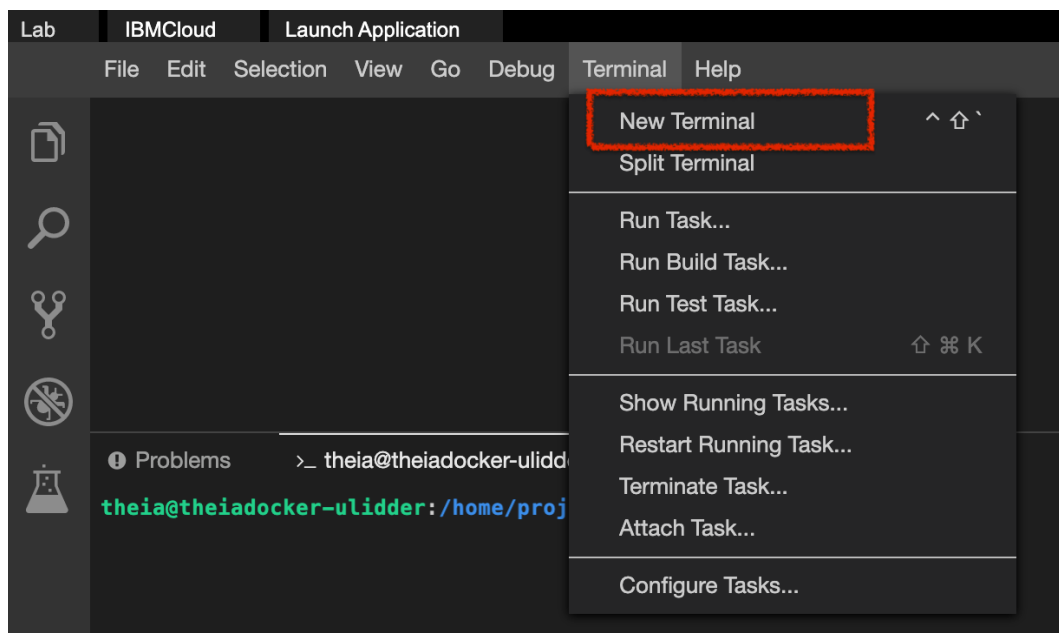 Lab IBMCloud Launch Application
File Edit Selection View Go Debug Terminal Help
New Terminal ^ ⇧ `
Split Terminal
Run Task...
Run Build Task...
Run Test Task...
Run Last Task ⇧ ⌘ K
Show Running Tasks...
Restart Running Task...
Terminate Task...
Attach Task...
Configure Tasks...
Problems >_ theia@theiadocker-ulidd
theia@theiadocker-ulidder:/home/proj